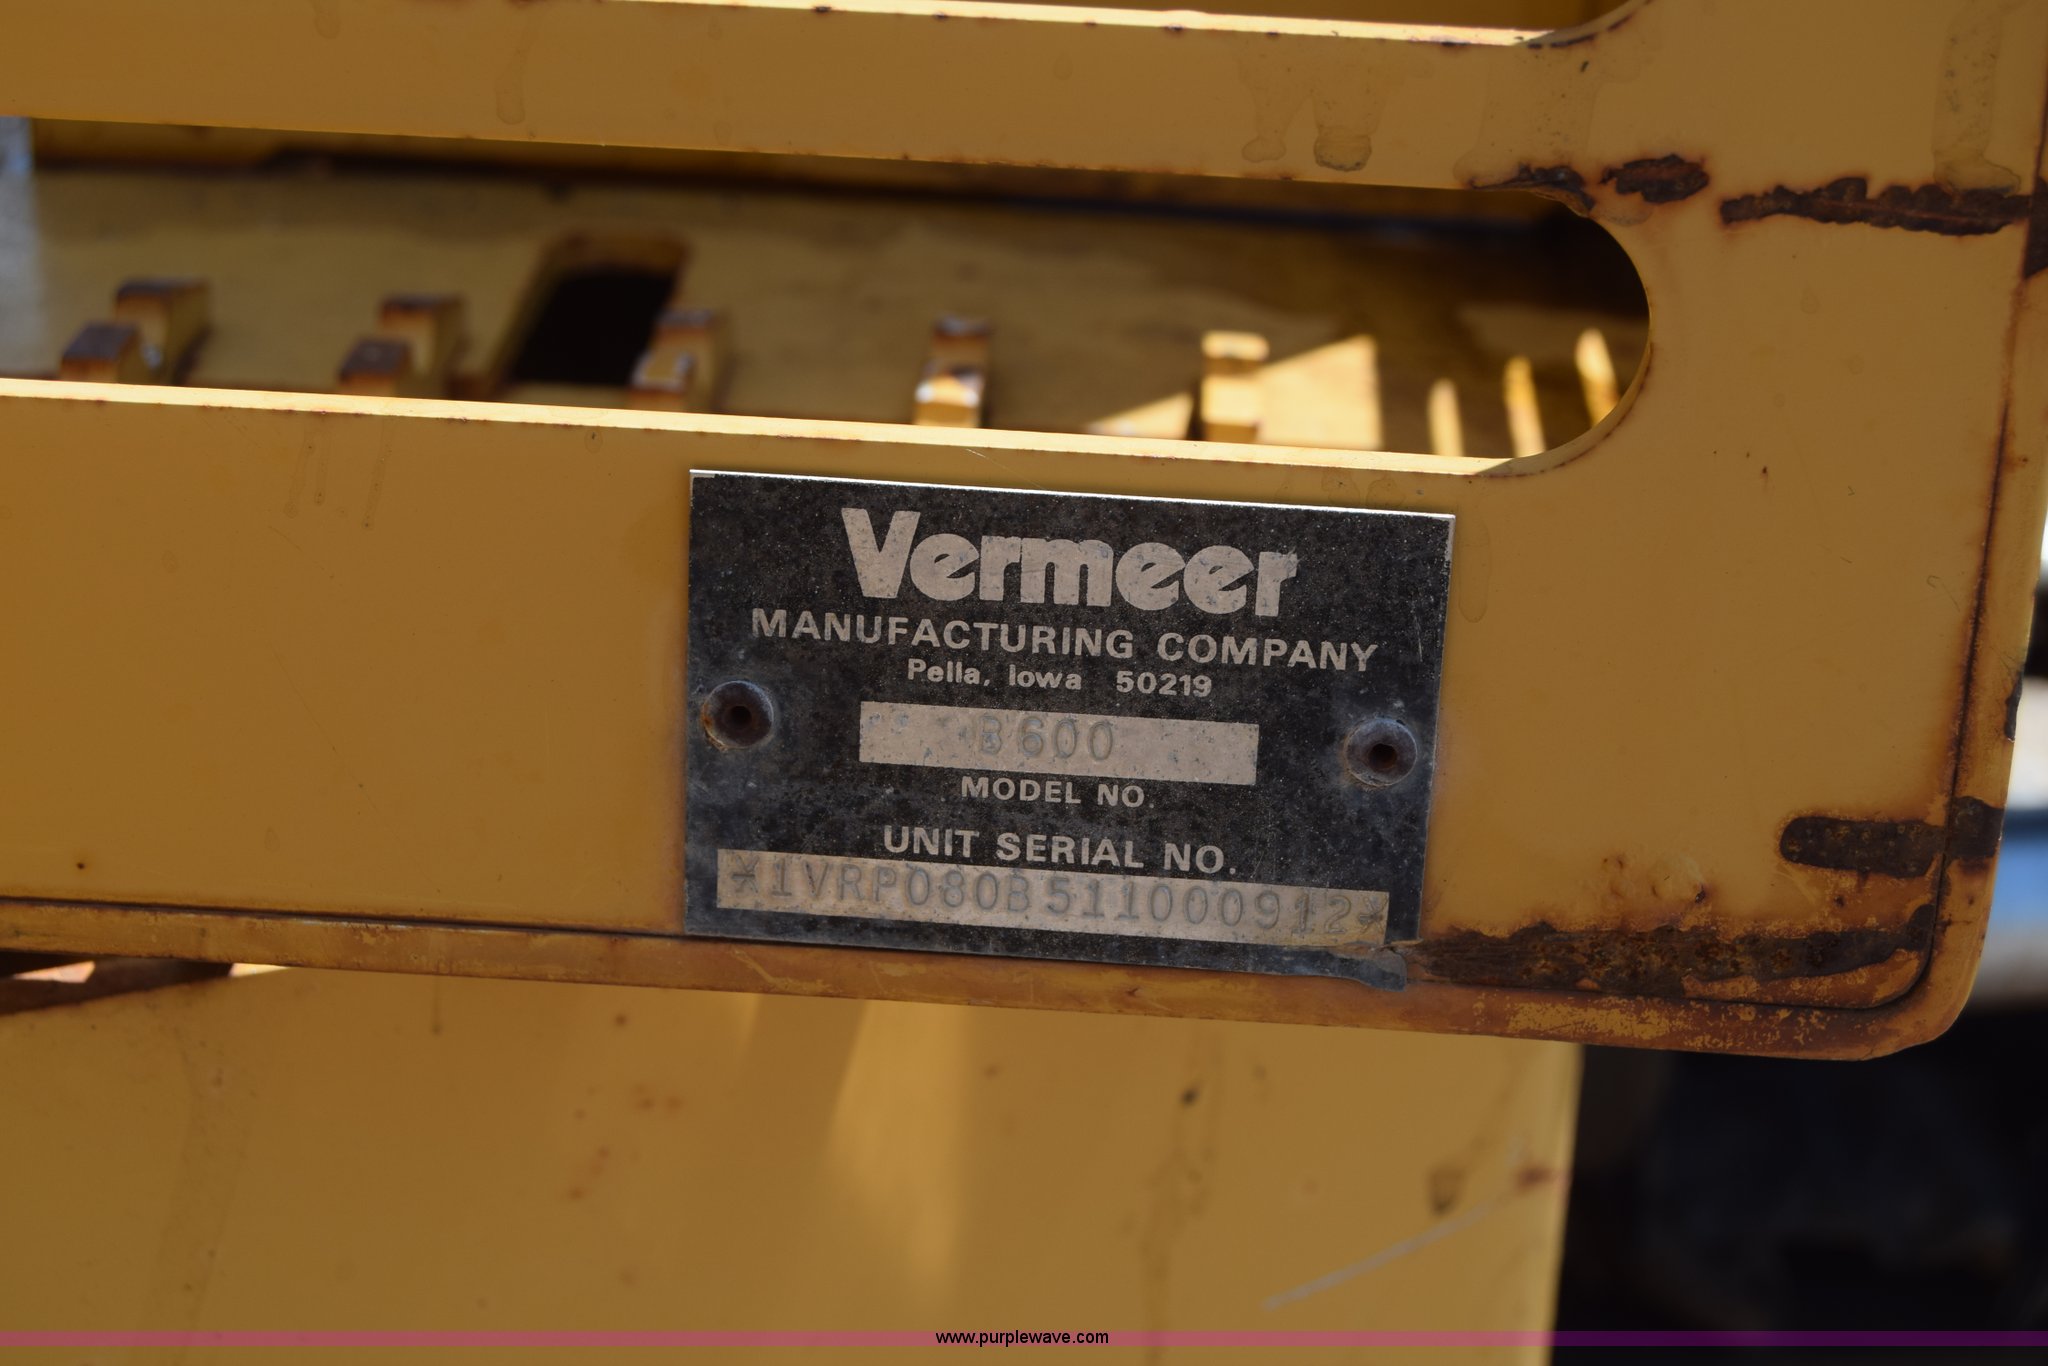 Vermeer
MANUFACTURING COMPANY
Pella, Iowa 50219
B600
MODEL NO.
UNIT SERIAL NO.
*1VRP080B511000912*
www.purplewave.com